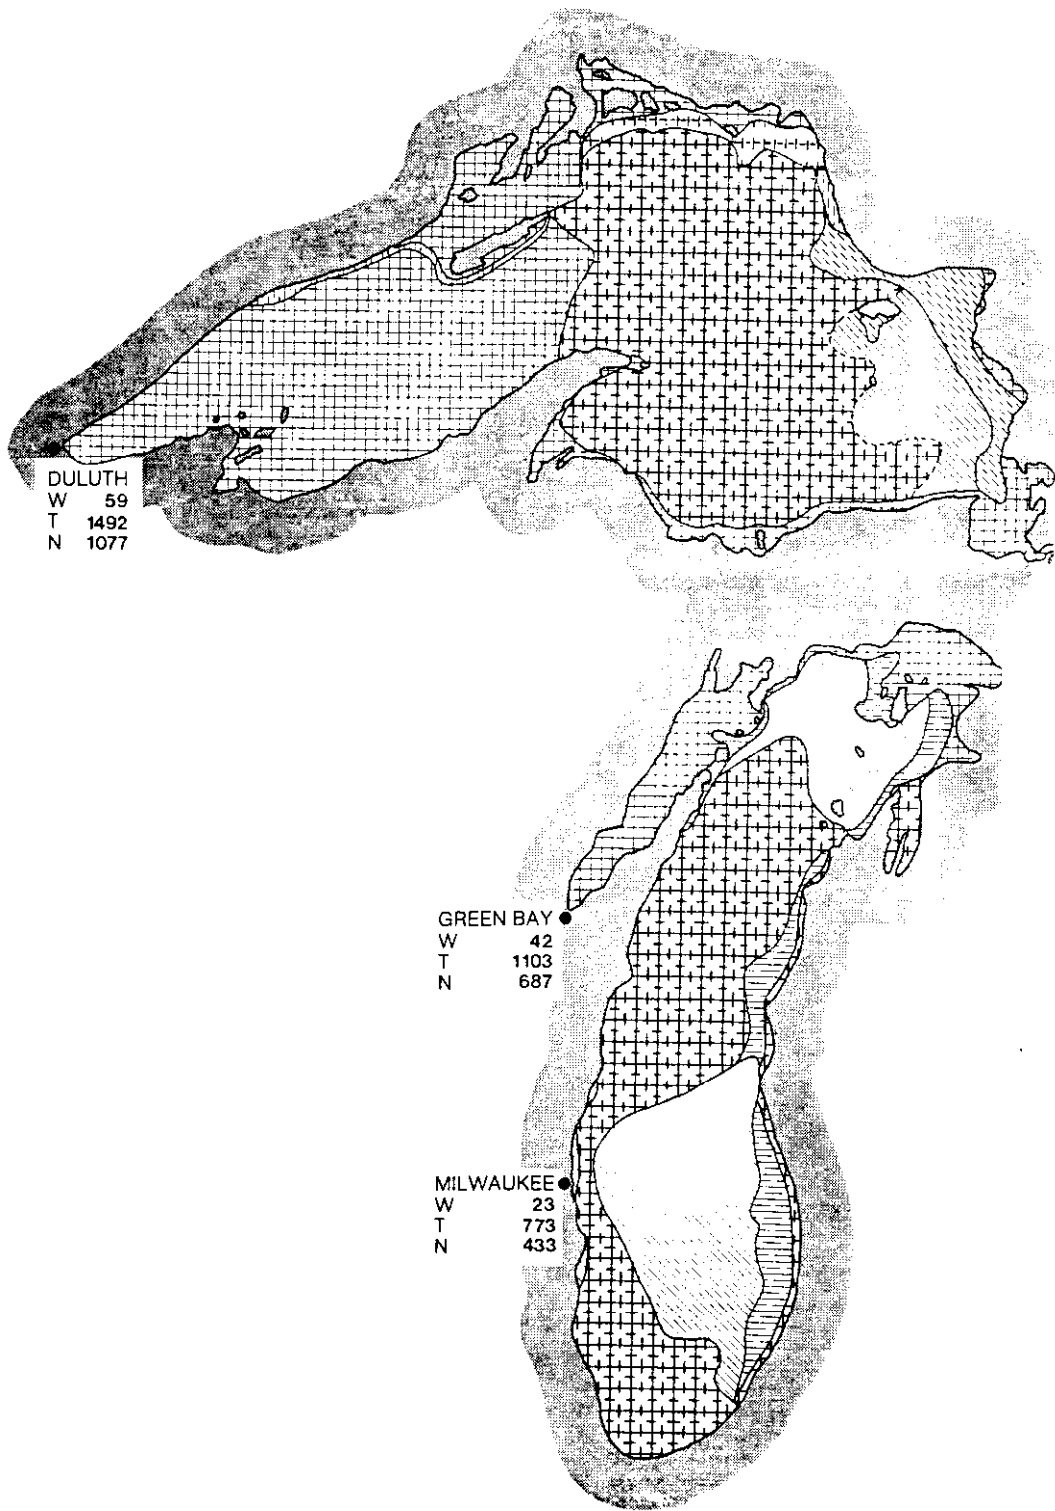 DULUTH
W 59
T 1492
N 1077
GREEN BAY
W 42
T 1103
N 687
MILWAUKEE
W 23
T 773
N 433